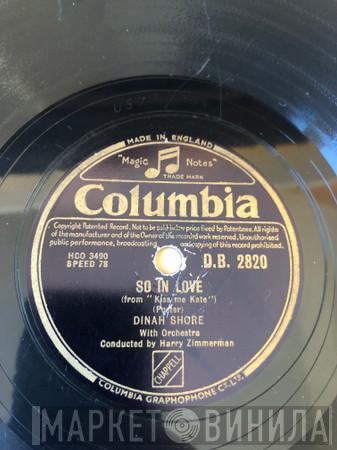 MADE IN ENGLAND
"Magic Notes"
TRADE MARK
Columbia
Copyright Patented Record. Not to be sold below price fixed by Patentees. All rights
of the manufacturer and of the Owner of the recorded work reserved. Unauthorised
public performance, broadcasting and copying of this record prohibited.
HCO 3490
SPEED 78
D.B. 2820
SO IN LOVE
(from "Kiss me Kate")
(Porter)
DINAH SHORE
With Orchestra
Conducted by Harry Zimmerman
CHAPPELL
COLUMBIA GRAPHOPHONE CO. LTD.
МАРКЕТ ВИНИЛА